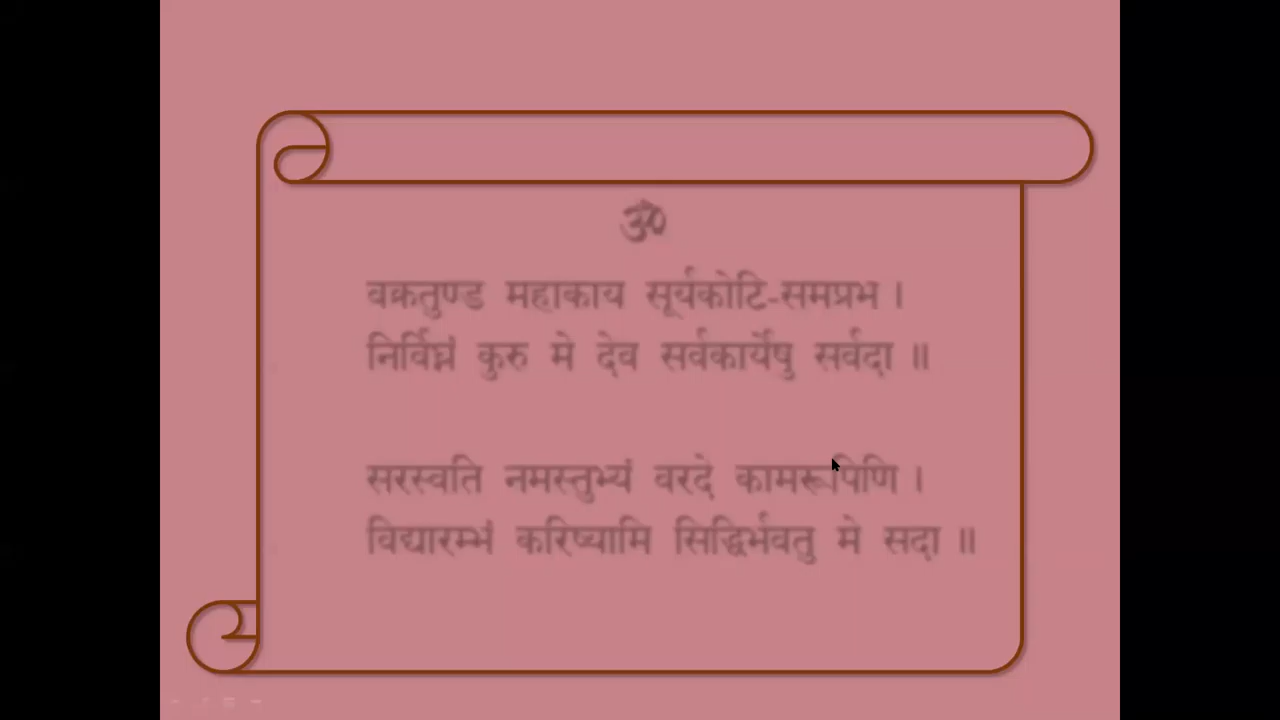 ॐ
वक्रतुण्ड महाकाय सूर्यकोटि-समप्रभ ।
निर्विघ्नं कुरु मे देव सर्वकार्येषु सर्वदा ॥
सरस्वति नमस्तुभ्यं वरदे कामरूपिणि ।
विद्यारम्भं करिष्यामि सिद्धिर्भवतु मे सदा ॥